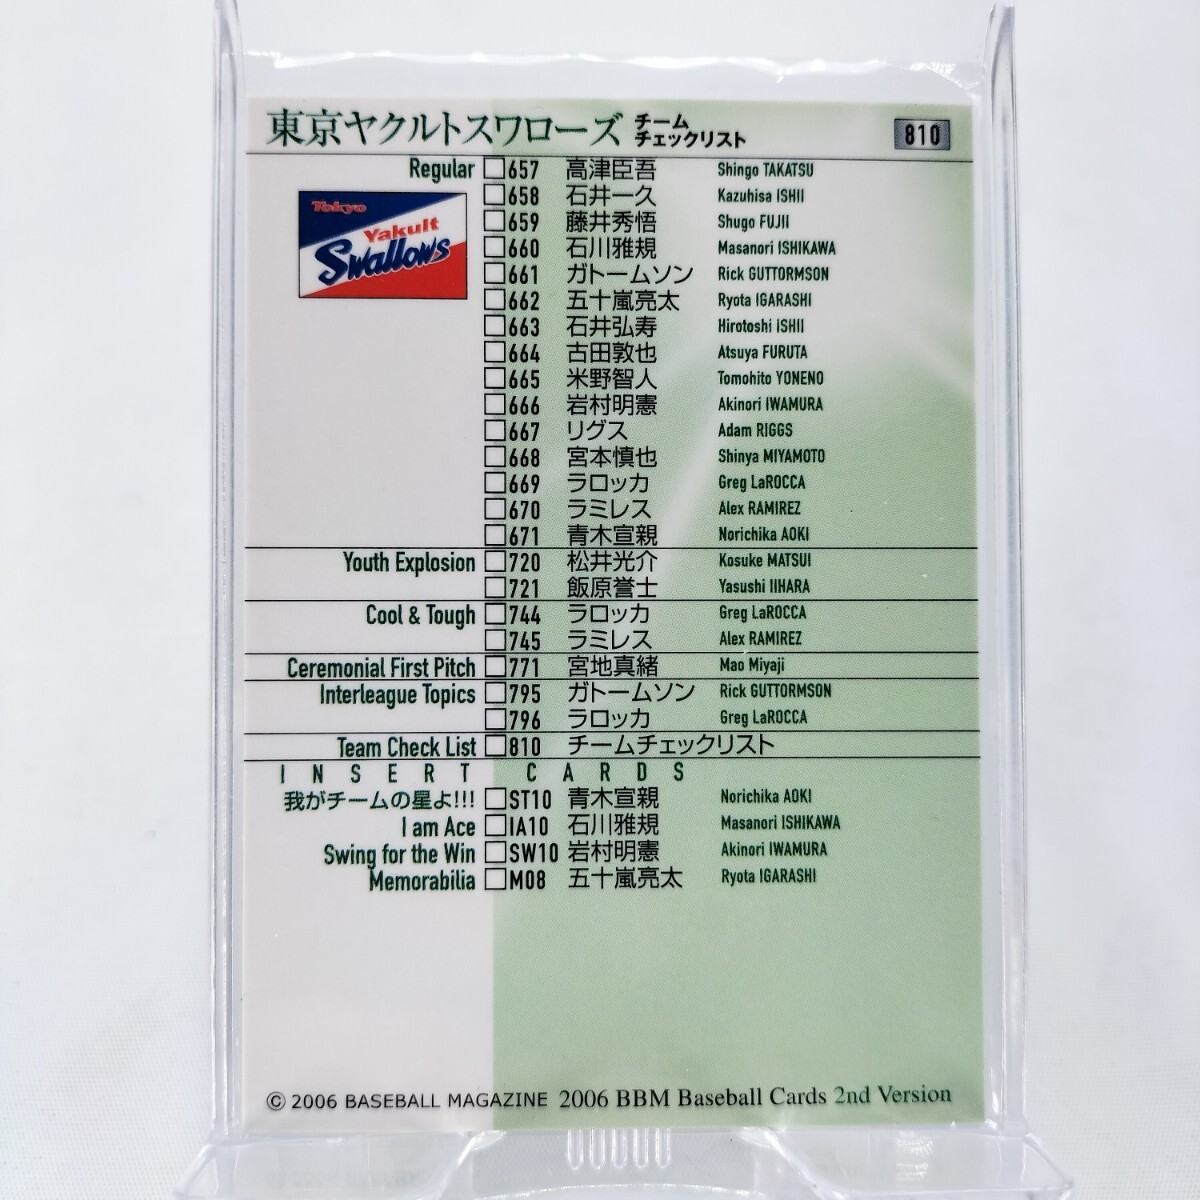 東京ヤクルトスワローズ チーム チェックリスト 810
Regular □657 高津臣吾 Shingo TAKATSU
Tokyo Yakult Swallows
□658 石井一久 Kazuhisa ISHII
□659 藤井秀悟 Shugo FUJII
□660 石川雅規 Masanori ISHIKAWA
□661 ガトームソン Rick GUTTORMSON
□662 五十嵐亮太 Ryota IGARASHI
□663 石井弘寿 Hirotoshi ISHII
□664 古田敦也 Atsuya FURUTA
□665 米野智人 Tomohito YONENO
□666 岩村明憲 Akinori IWAMURA
□667 リグス Adam RIGGS
□668 宮本慎也 Shinya MIYAMOTO
□669 ラロッカ Greg LaROCCA
□670 ラミレス Alex RAMIREZ
□671 青木宣親 Norichika AOKI
Youth Explosion □720 松井光介 Kosuke MATSUI
□721 飯原誉士 Yasushi IIHARA
Cool & Tough □744 ラロッカ Greg LaROCCA
□745 ラミレス Alex RAMIREZ
Ceremonial First Pitch □771 宮地真緒 Mao Miyaji
Interleague Topics □795 ガトームソン Rick GUTTORMSON
□796 ラロッカ Greg LaROCCA
Team Check List □810 チームチェックリスト
INSERT CARDS
我がチームの星よ!!! □ST10 青木宣親 Norichika AOKI
I am Ace □IA10 石川雅規 Masanori ISHIKAWA
Swing for the Win □SW10 岩村明憲 Akinori IWAMURA
Memorabilia □M08 五十嵐亮太 Ryota IGARASHI
© 2006 BASEBALL MAGAZINE 2006 BBM Baseball Cards 2nd Version